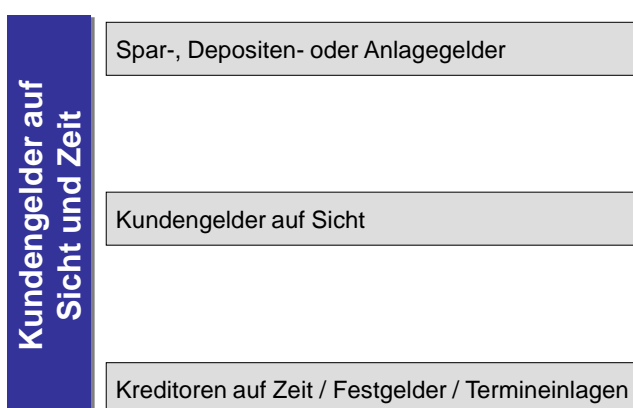 Kundengelder auf
Sicht und Zeit
Spar-, Depositen- oder Anlagegelder
Kundengelder auf Sicht
Kreditoren auf Zeit / Festgelder / Termineinlagen